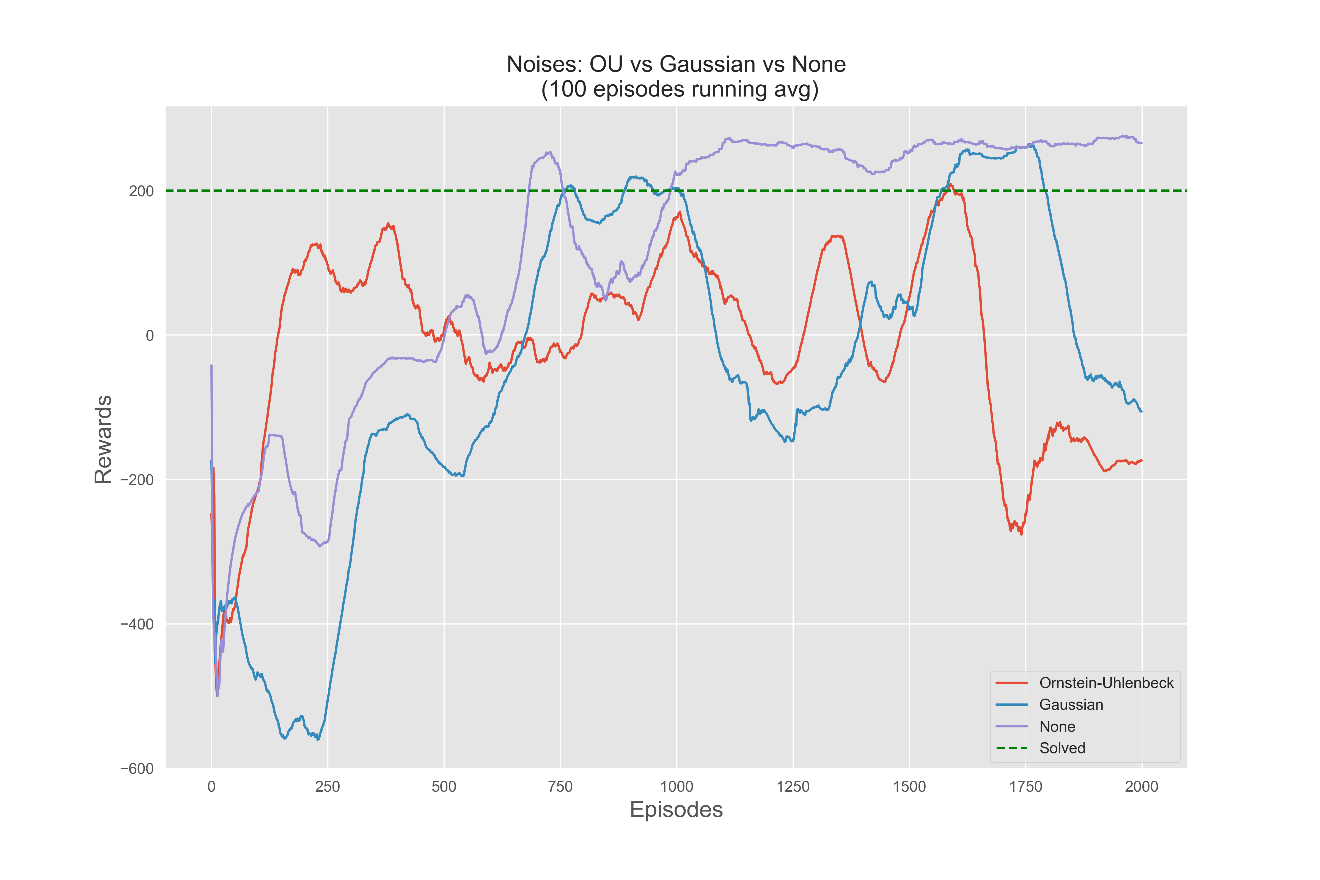 Noises: OU vs Gaussian vs None
(100 episodes running avg)
Rewards
200
0
−200
−400
−600
0 250 500 750 1000 1250 1500 1750 2000
Episodes
Ornstein-Uhlenbeck
Gaussian
None
Solved